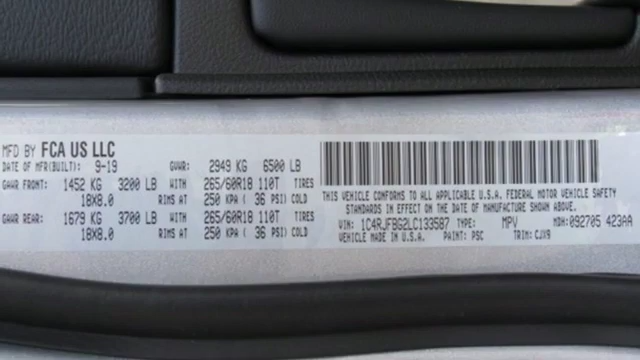 MFD BY FCA US LLC
DATE OF MFR(BUILT): 9-19 GVWR: 2949 KG 6500 LB
GAWR FRONT: 1452 KG 3200 LB WITH 265/60R18 110T TIRES
18X8.0 RIMS AT 250 KPA ( 36 PSI) COLD
GAWR REAR: 1679 KG 3700 LB WITH 265/60R18 110T TIRES
18X8.0 RIMS AT 250 KPA ( 36 PSI) COLD
THIS VEHICLE CONFORMS TO ALL APPLICABLE U.S.A. FEDERAL MOTOR VEHICLE SAFETY
STANDARDS IN EFFECT ON THE DATE OF MANUFACTURE SHOWN ABOVE.
VIN: 1C4RJFBG2LC133587 TYPE: MPV MDH:092705 423AA
VEHICLE MADE IN U.S.A. PAINT: PSC TRIM: CJX9